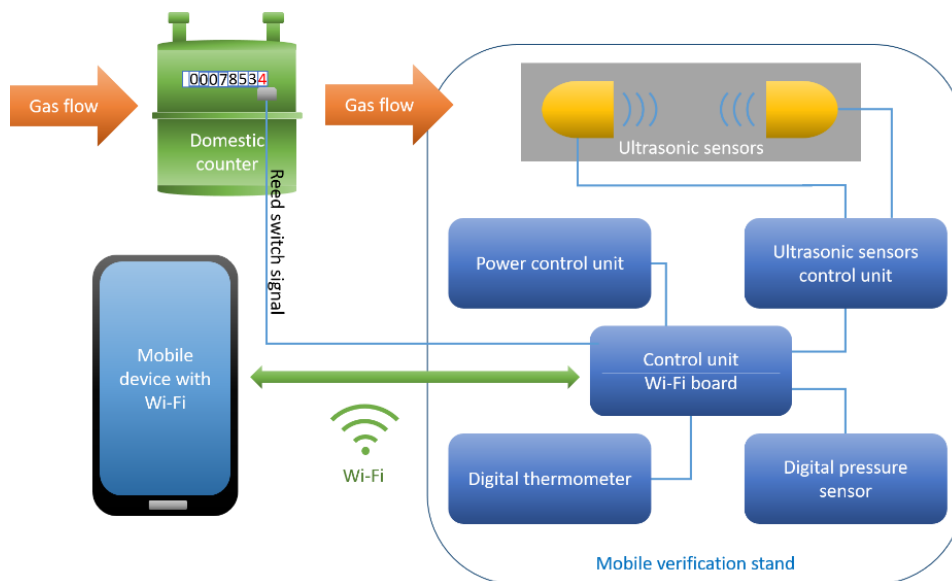 Gas flow
00078534
Domestic
counter
Gas flow
Ultrasonic sensors
Reed switch signal
Power control unit
Ultrasonic sensors
control unit
Mobile
device with
Wi-Fi
Control unit
Wi-Fi board
Wi-Fi
Digital thermometer
Digital pressure
sensor
Mobile verification stand